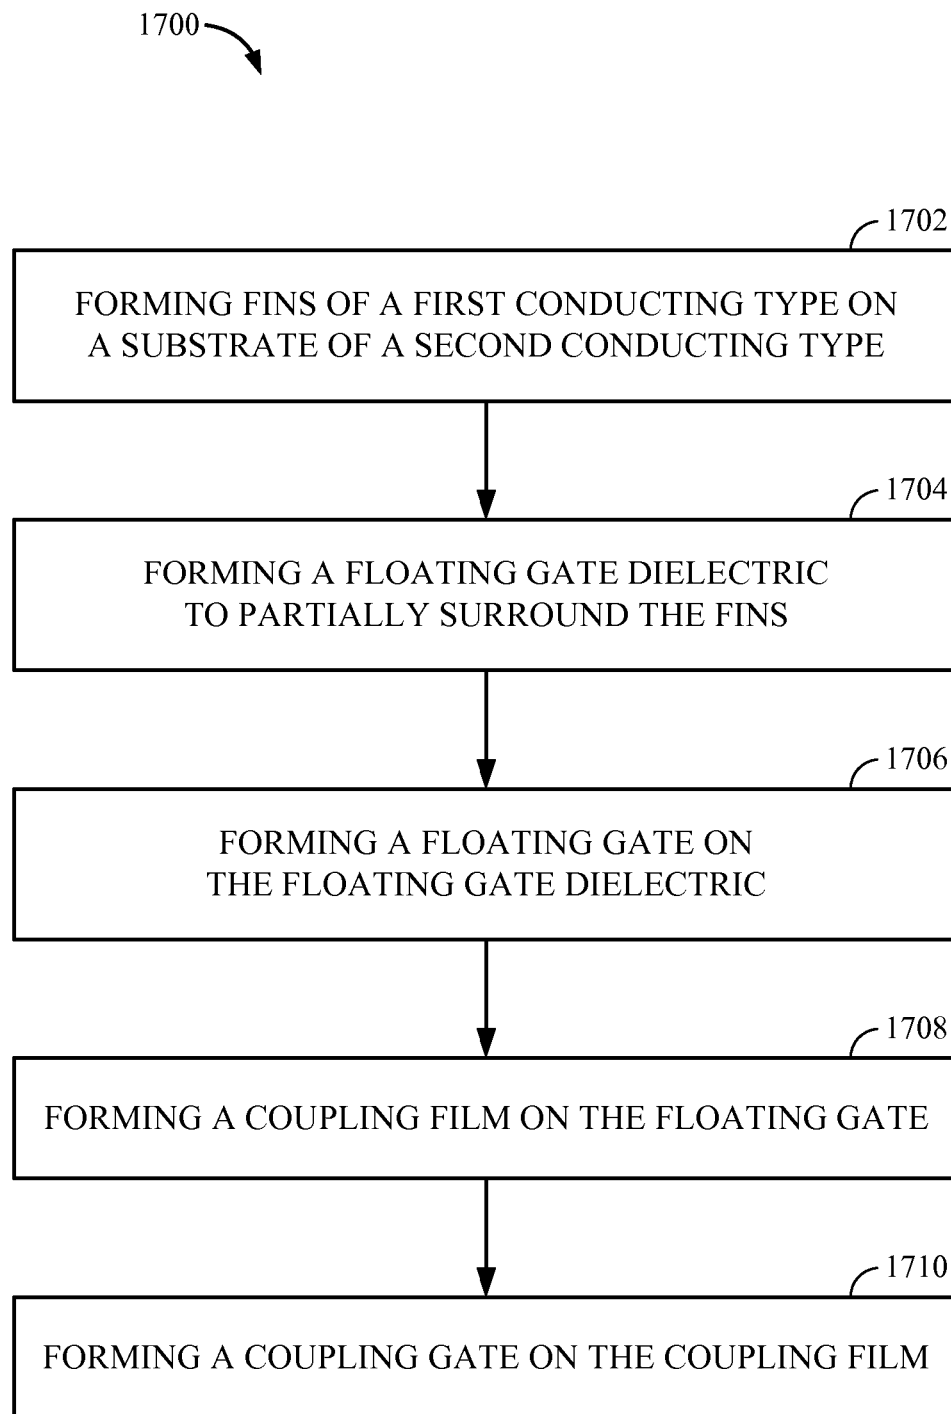 1700
1702
FORMING FINS OF A FIRST CONDUCTING TYPE ON
A SUBSTRATE OF A SECOND CONDUCTING TYPE
1704
FORMING A FLOATING GATE DIELECTRIC
TO PARTIALLY SURROUND THE FINS
1706
FORMING A FLOATING GATE ON
THE FLOATING GATE DIELECTRIC
1708
FORMING A COUPLING FILM ON THE FLOATING GATE
1710
FORMING A COUPLING GATE ON THE COUPLING FILM